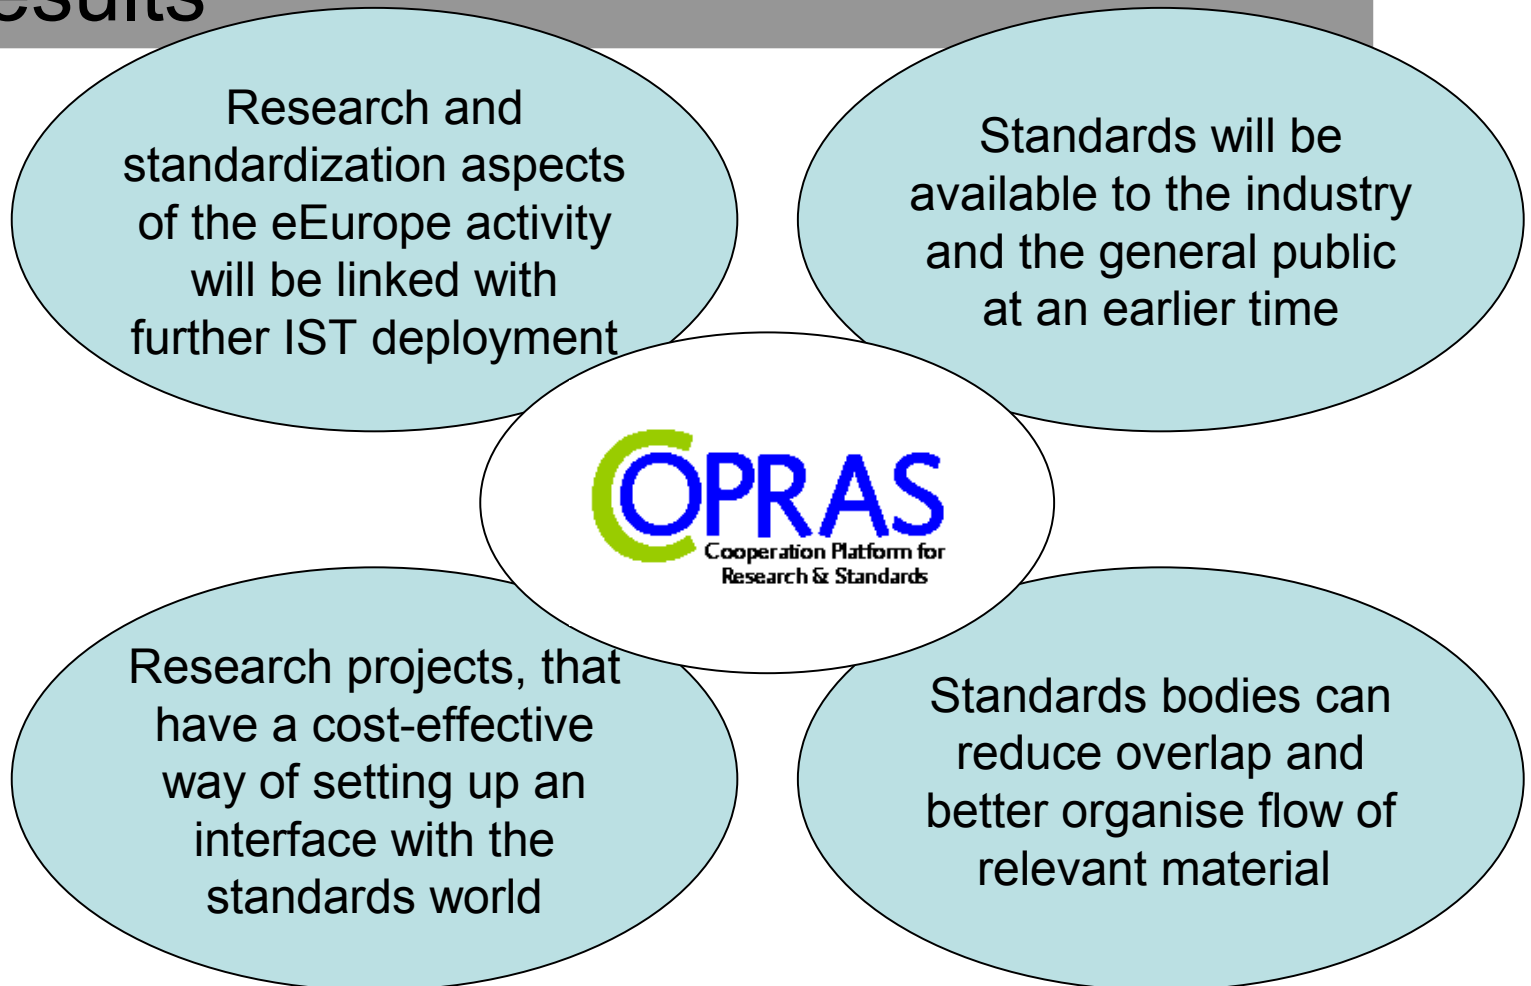 Research and
standardization aspects
of the eEurope activity
will be linked with
further IST deployment
Standards will be
available to the industry
and the general public
at an earlier time
COPRAS
Cooperation Platform for
Research & Standards
Research projects, that
have a cost-effective
way of setting up an
interface with the
standards world
Standards bodies can
reduce overlap and
better organise flow of
relevant material